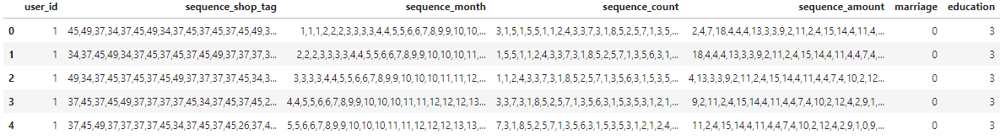 user_id sequence_shop_tag sequence_month sequence_count sequence_amount marriage education
0 1 45,49,37,34,37,45,49,34,37,45,37,45,37,45,49,3... 1,1,1,2,2,2,3,3,3,3,4,4,5,5,6,6,7,8,9,9,10,10,... 3,1,5,1,5,5,1,1,2,4,3,3,7,3,1,8,5,2,5,7,1,3,5,... 2,4,7,18,4,4,4,13,3,3,9,2,11,2,4,15,14,4,11,4,... 0 3
1 1 34,37,45,49,34,37,45,37,45,37,45,49,37,37,37,3... 2,2,2,3,3,3,3,4,4,5,5,6,6,7,8,9,9,10,10,10,11,... 1,5,5,1,1,2,4,3,3,7,3,1,8,5,2,5,7,1,3,5,6,3,1,... 18,4,4,4,13,3,3,9,2,11,2,4,15,14,4,11,4,4,7,4,... 0 3
2 1 49,34,37,45,37,45,37,45,49,37,37,37,37,45,34,3... 3,3,3,3,4,4,5,5,6,6,7,8,9,9,10,10,10,11,11,12,... 1,1,2,4,3,3,7,3,1,8,5,2,5,7,1,3,5,6,3,1,5,3,5,... 4,13,3,3,9,2,11,2,4,15,14,4,11,4,4,7,4,10,2,12... 0 3
3 1 37,45,37,45,49,37,37,37,37,45,34,37,45,37,45,2... 4,4,5,5,6,6,7,8,9,9,10,10,10,11,11,12,12,12,13... 3,3,7,3,1,8,5,2,5,7,1,3,5,6,3,1,5,3,5,3,1,2,1,... 9,2,11,2,4,15,14,4,11,4,4,7,4,10,2,12,4,2,9,1,... 0 3
4 1 37,45,49,37,37,37,37,45,34,37,45,37,45,26,37,4... 5,5,6,6,7,8,9,9,10,10,10,11,11,12,12,12,13,13,... 7,3,1,8,5,2,5,7,1,3,5,6,3,1,5,3,5,3,1,2,1,2,4,... 11,2,4,15,14,4,11,4,4,7,4,10,2,12,4,2,9,1,0,9,... 0 3